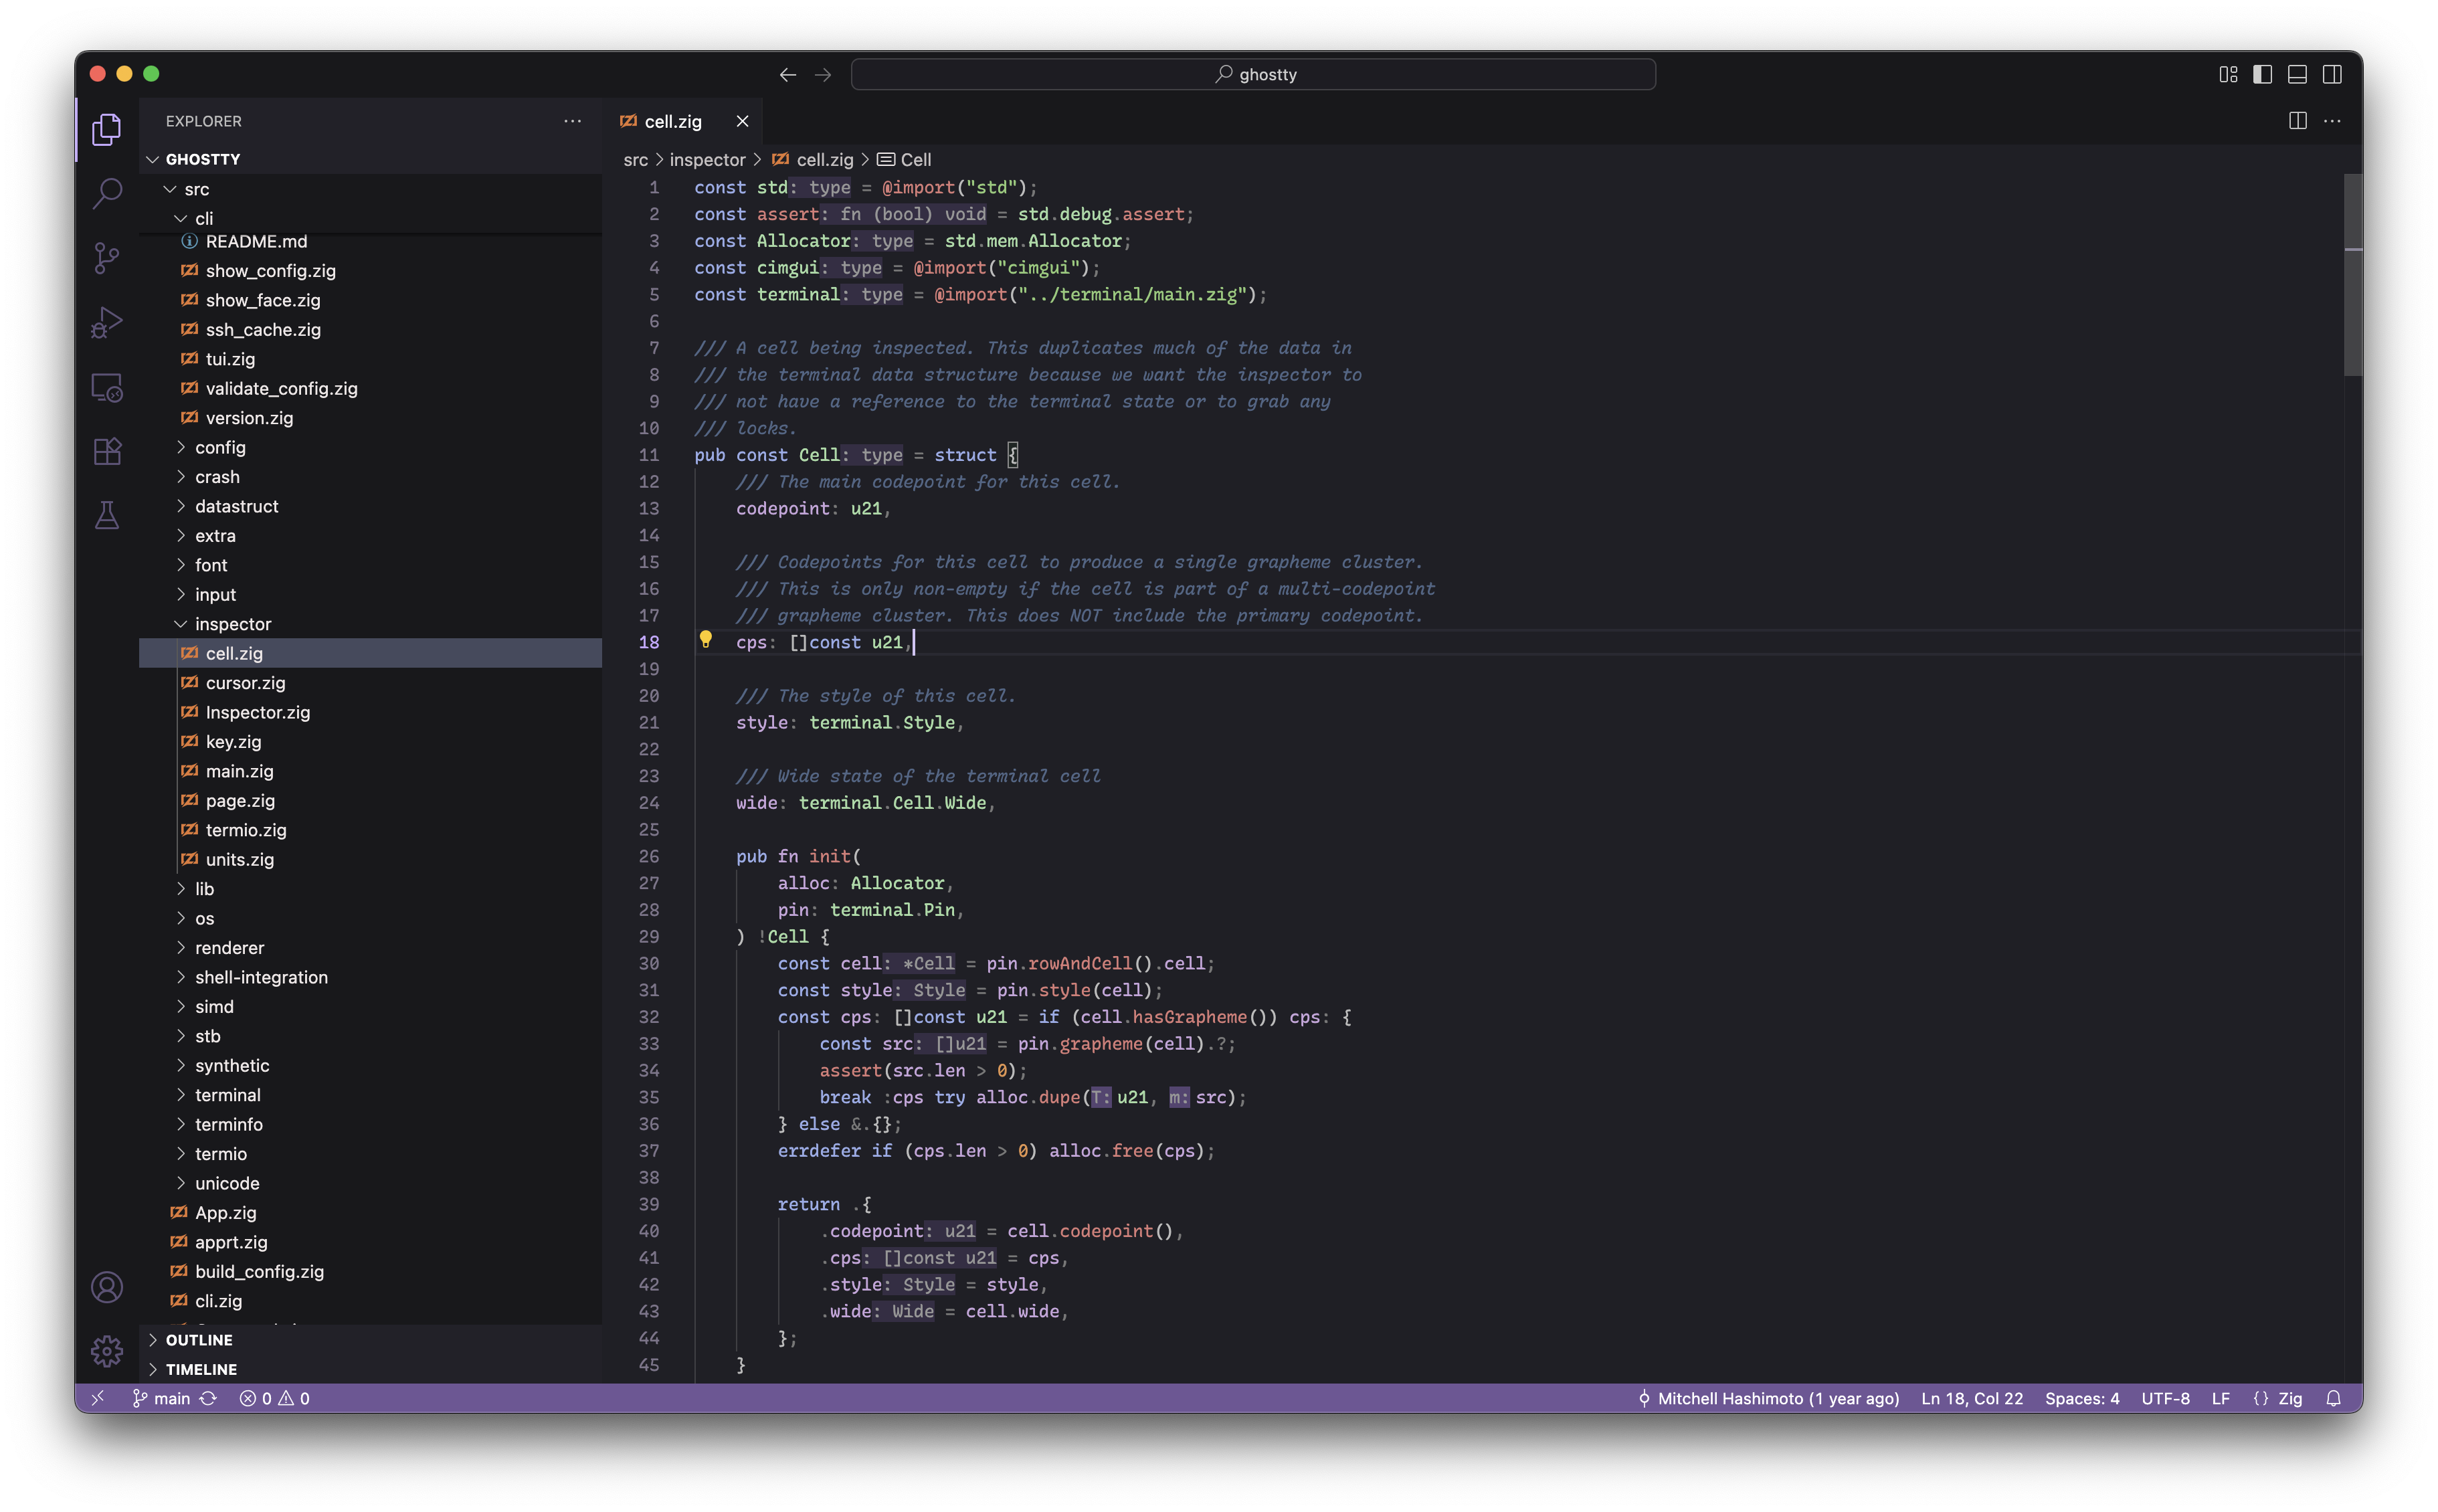 ghostty
EXPLORER
GHOSTTY
src
cli
README.md
show_config.zig
show_face.zig
ssh_cache.zig
tui.zig
validate_config.zig
version.zig
config
crash
datastruct
extra
font
input
inspector
cell.zig
cursor.zig
Inspector.zig
key.zig
main.zig
page.zig
termio.zig
units.zig
lib
os
renderer
shell-integration
simd
stb
synthetic
terminal
terminfo
termio
unicode
App.zig
apprt.zig
build_config.zig
cli.zig
OUTLINE
TIMELINE
cell.zig
src > inspector > cell.zig > Cell
1 const std: type = @import("std");
2 const assert: fn (bool) void = std.debug.assert;
3 const Allocator: type = std.mem.Allocator;
4 const cimgui: type = @import("cimgui");
5 const terminal: type = @import("../terminal/main.zig");
6
7 /// A cell being inspected. This duplicates much of the data in
8 /// the terminal data structure because we want the inspector to
9 /// not have a reference to the terminal state or to grab any
10 /// locks.
11 pub const Cell: type = struct {
12     /// The main codepoint for this cell.
13     codepoint: u21,
14
15     /// Codepoints for this cell to produce a single grapheme cluster.
16     /// This is only non-empty if the cell is part of a multi-codepoint
17     /// grapheme cluster. This does NOT include the primary codepoint.
18     cps: []const u21,
19
20     /// The style of this cell.
21     style: terminal.Style,
22
23     /// Wide state of the terminal cell
24     wide: terminal.Cell.Wide,
25
26     pub fn init(
27         alloc: Allocator,
28         pin: terminal.Pin,
29     ) !Cell {
30         const cell: *Cell = pin.rowAndCell().cell;
31         const style: Style = pin.style(cell);
32         const cps: []const u21 = if (cell.hasGrapheme()) cps: {
33             const src: []u21 = pin.grapheme(cell).?;
34             assert(src.len > 0);
35             break :cps try alloc.dupe(T: u21, m: src);
36         } else &.{};
37         errdefer if (cps.len > 0) alloc.free(cps);
38
39         return .{
40             .codepoint: u21 = cell.codepoint(),
41             .cps: []const u21 = cps,
42             .style: Style = style,
43             .wide: Wide = cell.wide,
44         };
45     }
main 0 0 Mitchell Hashimoto (1 year ago) Ln 18, Col 22 Spaces: 4 UTF-8 LF {} Zig